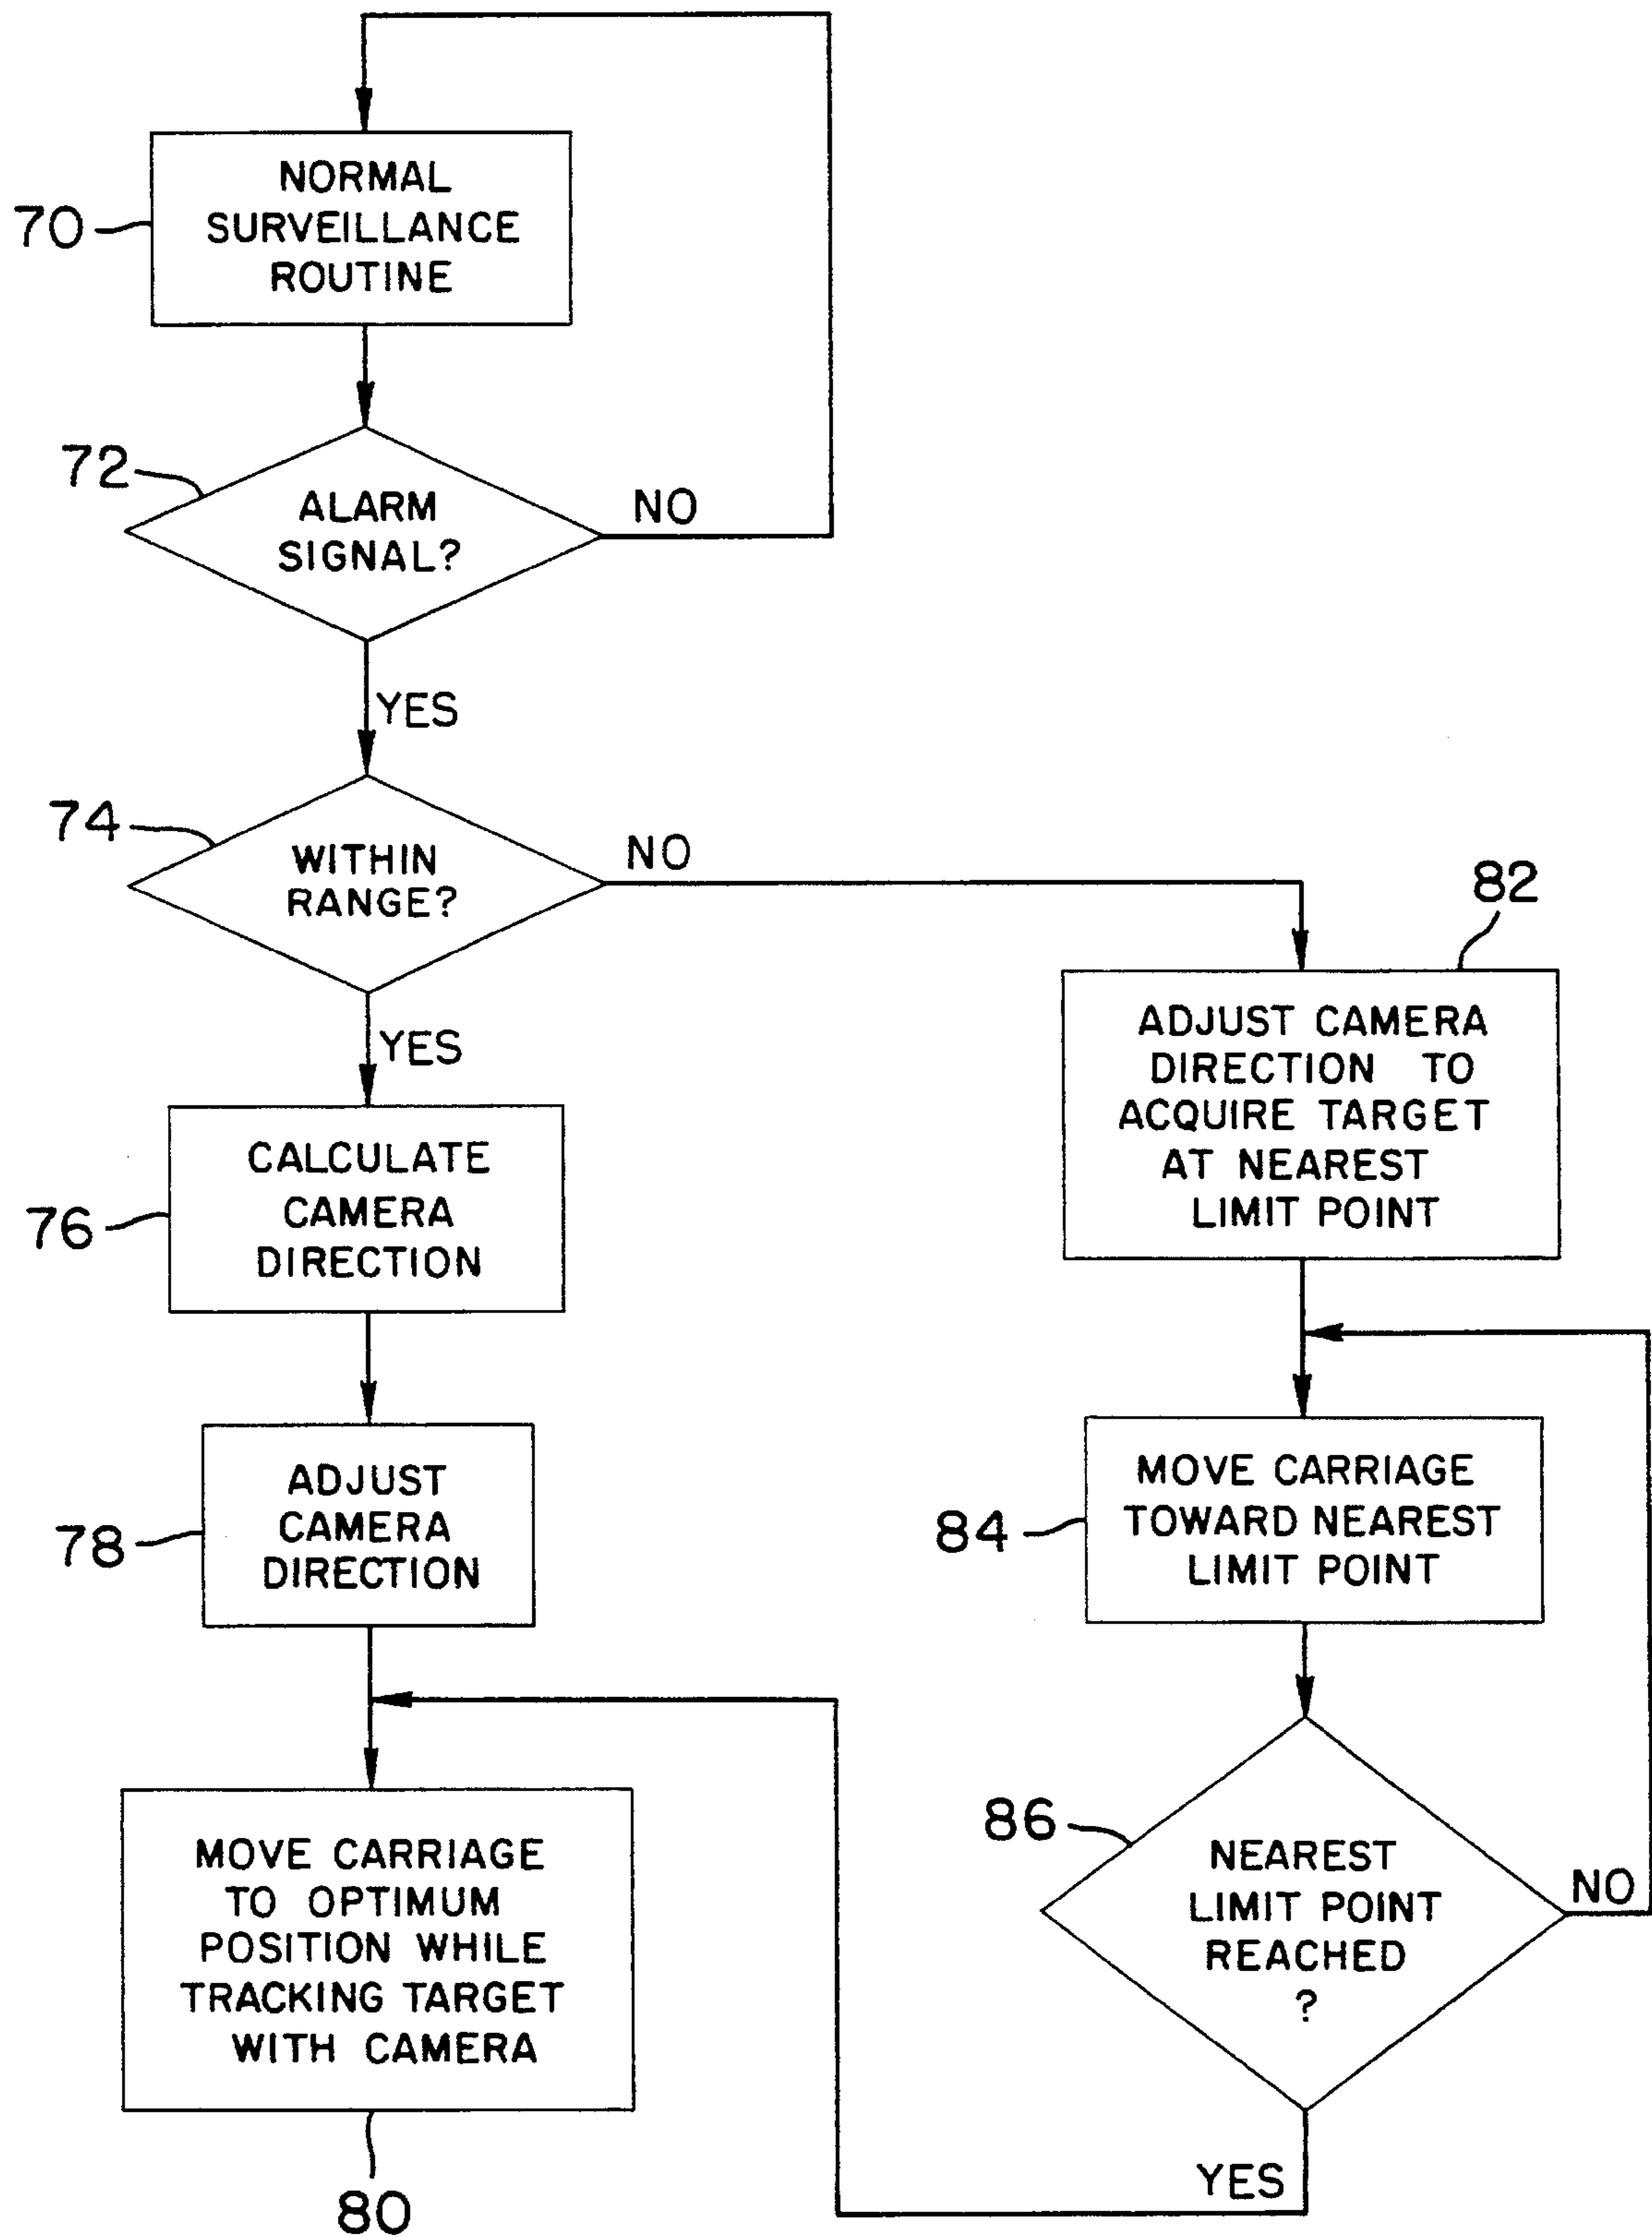 70
NORMAL
SURVEILLANCE
ROUTINE
72
ALARM
SIGNAL?
NO
YES
74
WITHIN
RANGE?
NO
YES
82
ADJUST CAMERA
DIRECTION TO
ACQUIRE TARGET
AT NEAREST
LIMIT POINT
76
CALCULATE
CAMERA
DIRECTION
78
ADJUST
CAMERA
DIRECTION
84
MOVE CARRIAGE
TOWARD NEAREST
LIMIT POINT
86
NEAREST
LIMIT POINT
REACHED
?
NO
YES
MOVE CARRIAGE
TO OPTIMUM
POSITION WHILE
TRACKING TARGET
WITH CAMERA
80